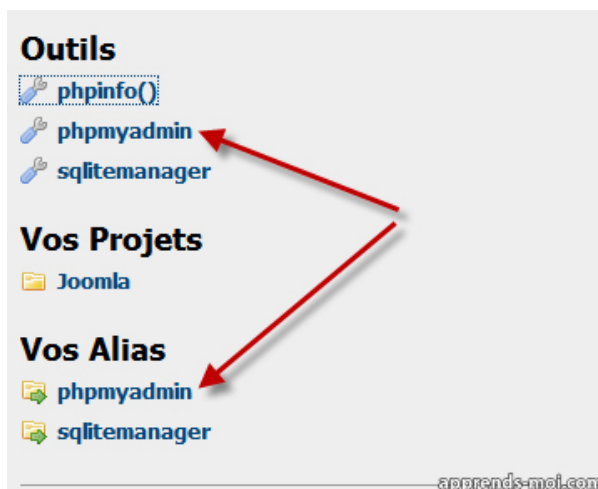 Outils
phpinfo()
phpmyadmin
sqlitemanager
Vos Projets
Joomla
Vos Alias
phpmyadmin
sqlitemanager
apprends-moi.com